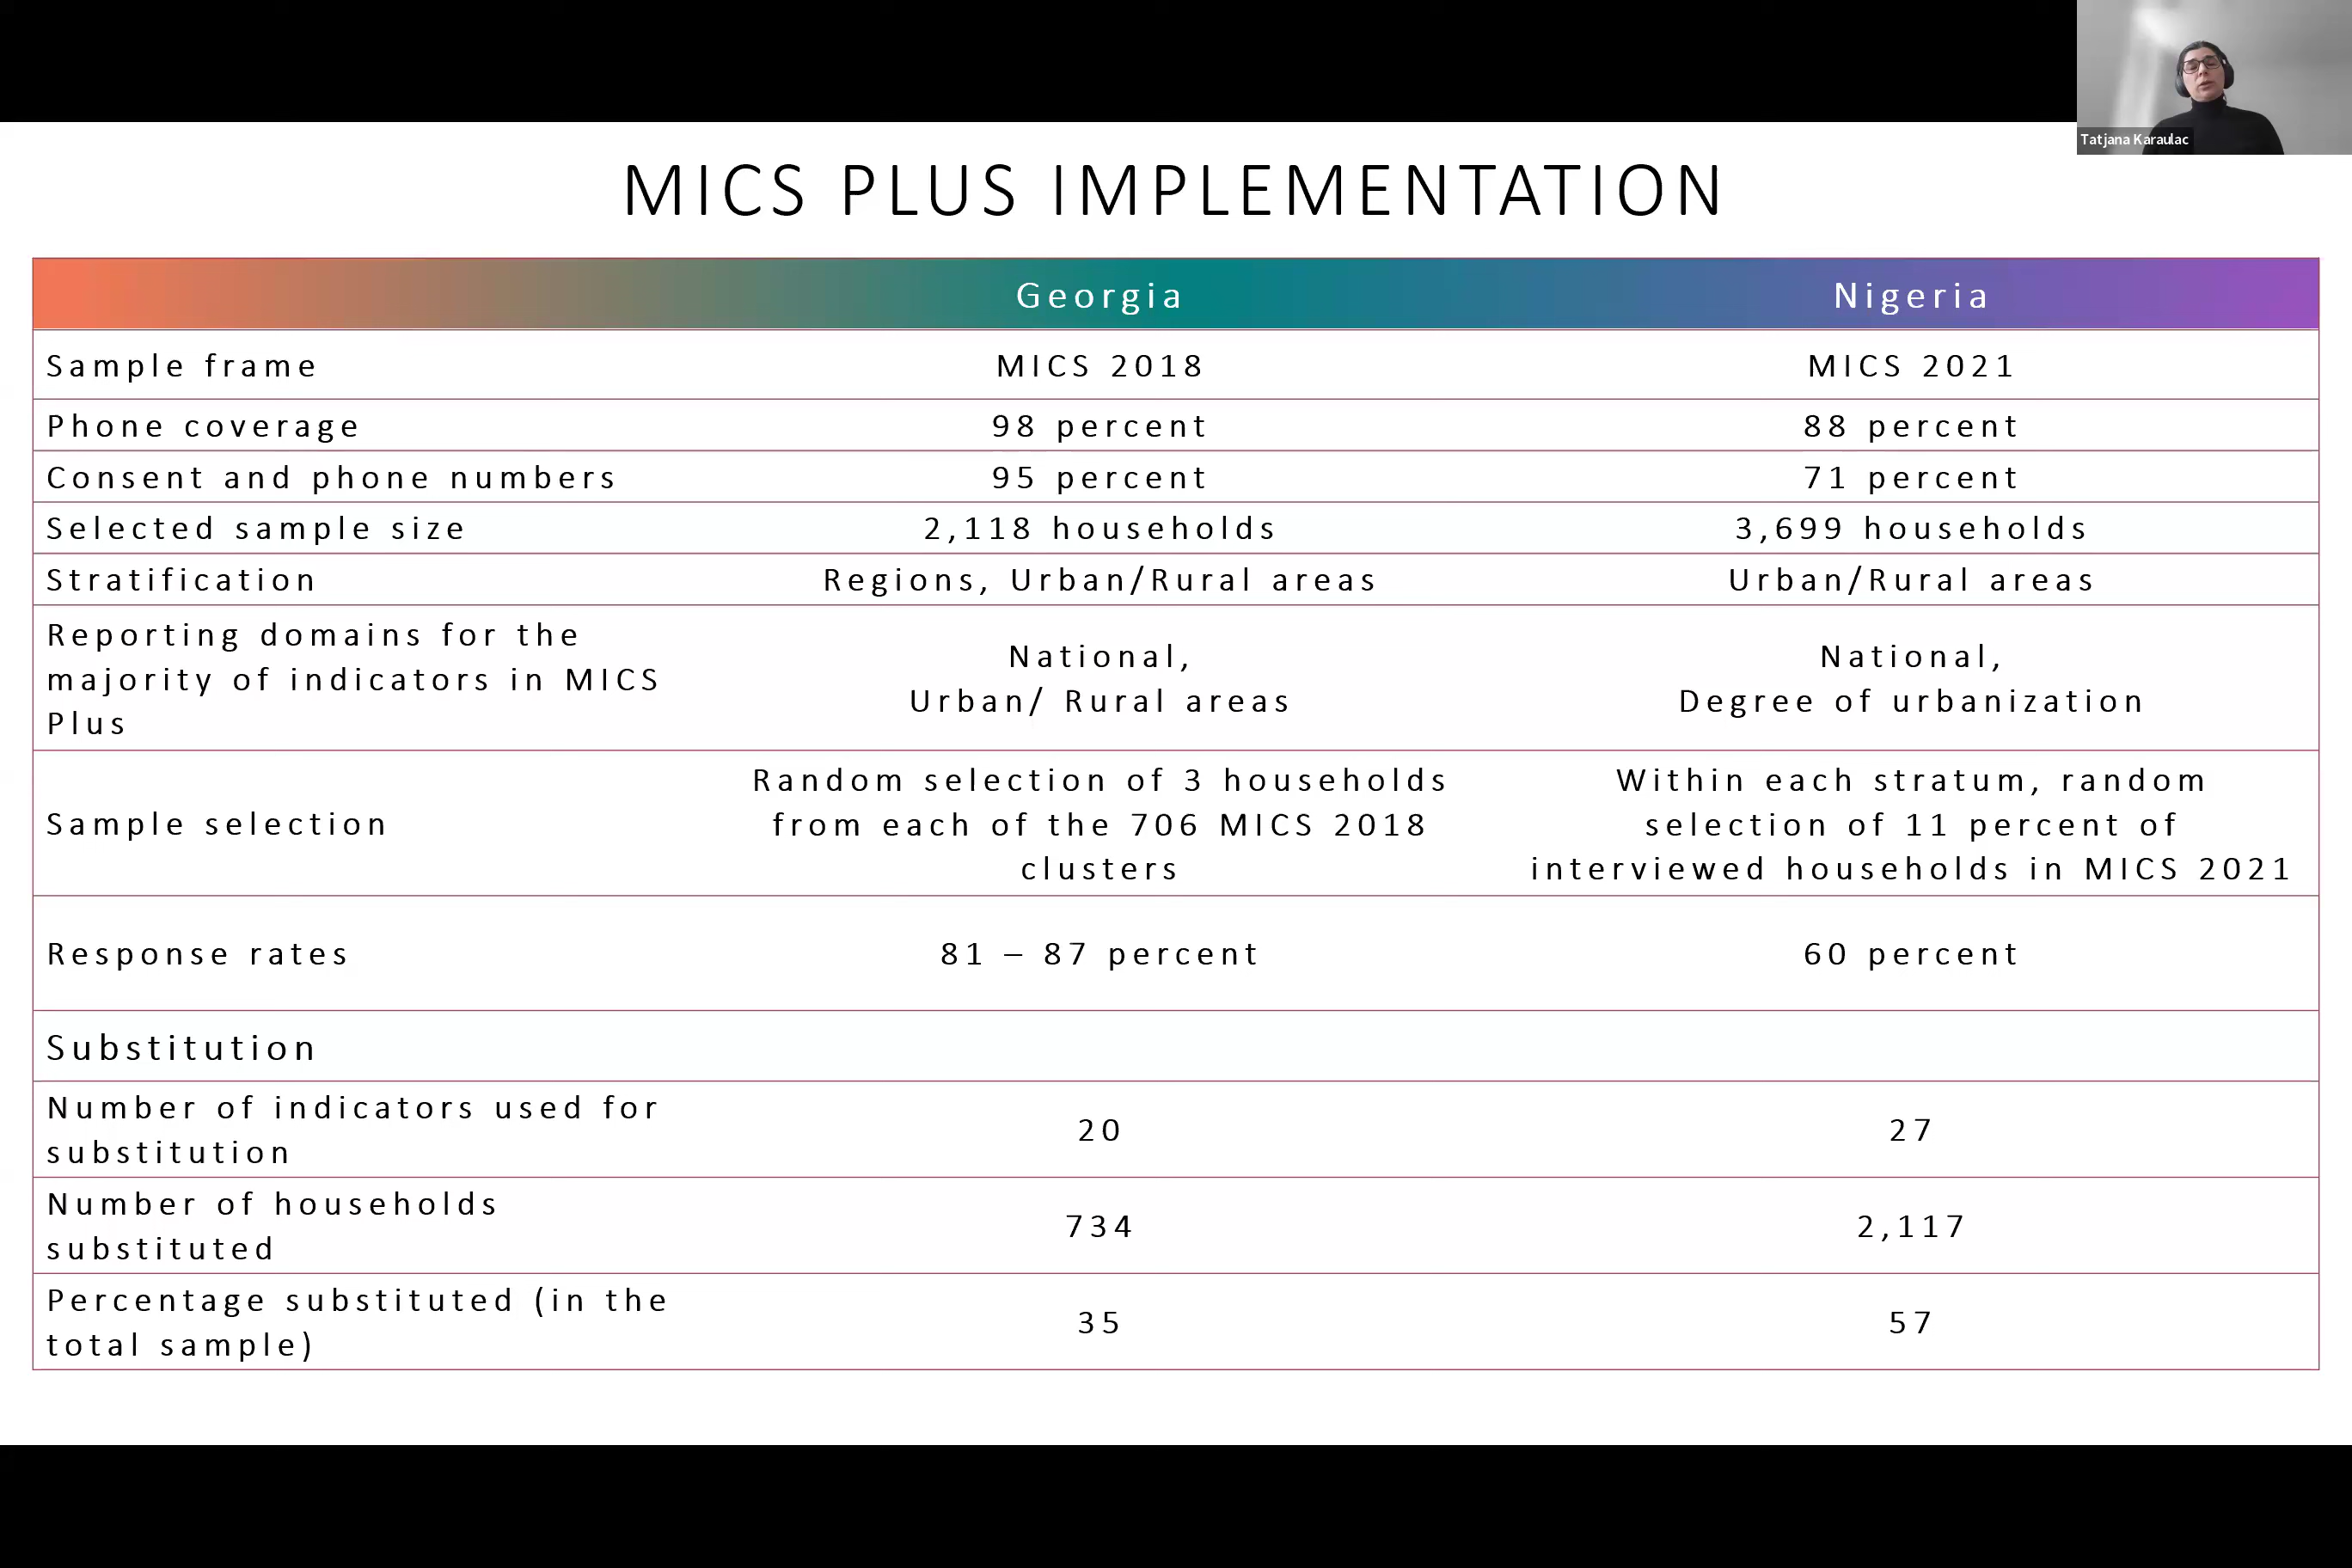 Tatjana Karaulac
MICS PLUS IMPLEMENTATION
Georgia
Nigeria
Sample frame
MICS 2018
MICS 2021
Phone coverage
98 percent
88 percent
Consent and phone numbers
95 percent
71 percent
Selected sample size
2,118 households
3,699 households
Stratification
Regions, Urban/Rural areas
Urban/Rural areas
Reporting domains for the
majority of indicators in MICS
Plus
National,
Urban/ Rural areas
National,
Degree of urbanization
Sample selection
Random selection of 3 households
from each of the 706 MICS 2018
clusters
Within each stratum, random
selection of 11 percent of
interviewed households in MICS 2021
Response rates
81 – 87 percent
60 percent
Substitution
Number of indicators used for
substitution
20
27
Number of households
substituted
734
2,117
Percentage substituted (in the
total sample)
35
57